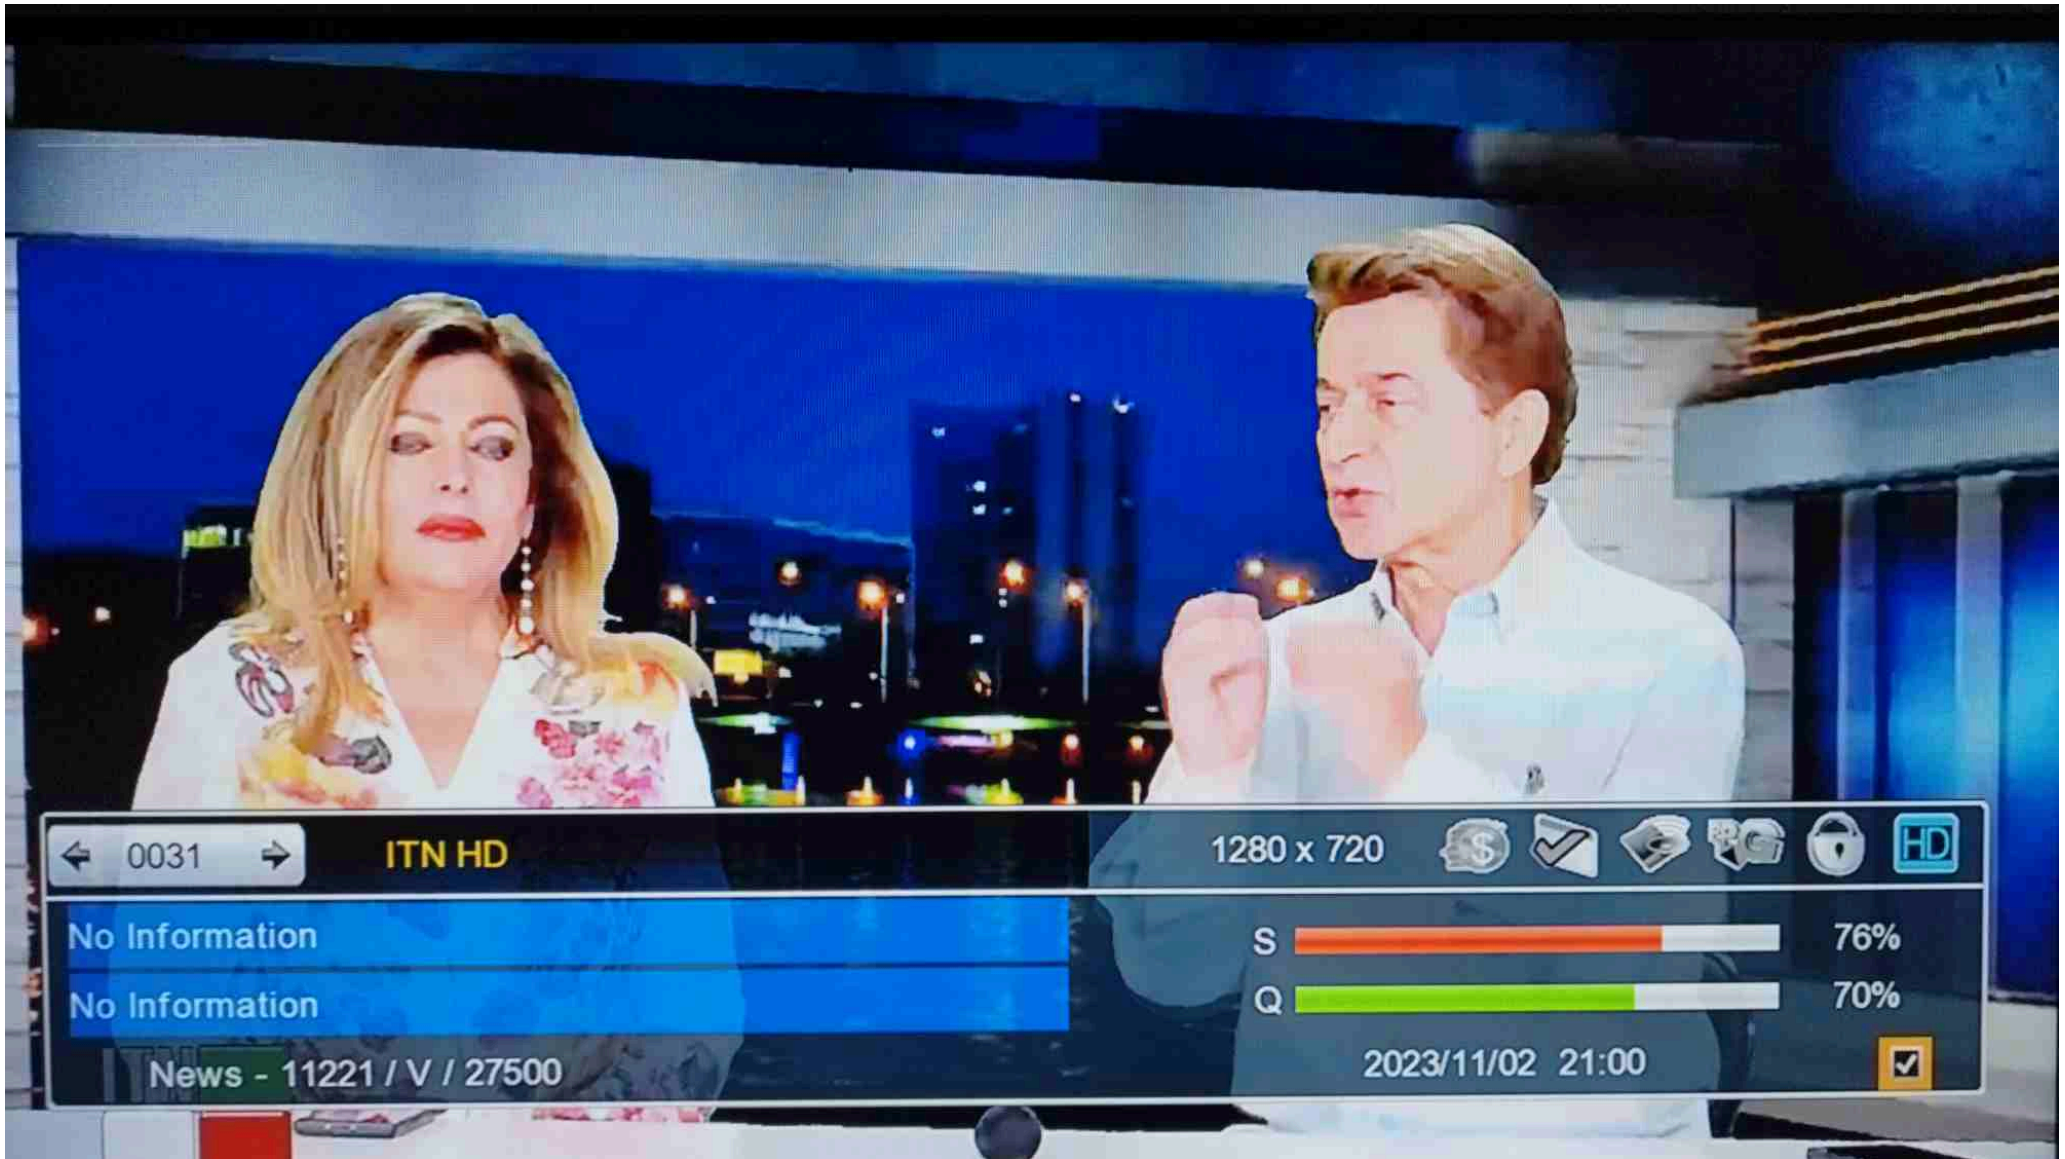 0031 ITN HD 1280 x 720 $ HD
No Information S 76%
No Information Q 70%
ITN
News - 11221 / V / 27500 2023/11/02 21:00